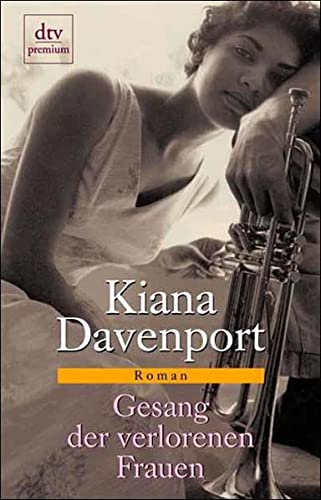 dtv
premium
Kiana
Davenport
Roman
Gesang
der verlorenen
Frauen